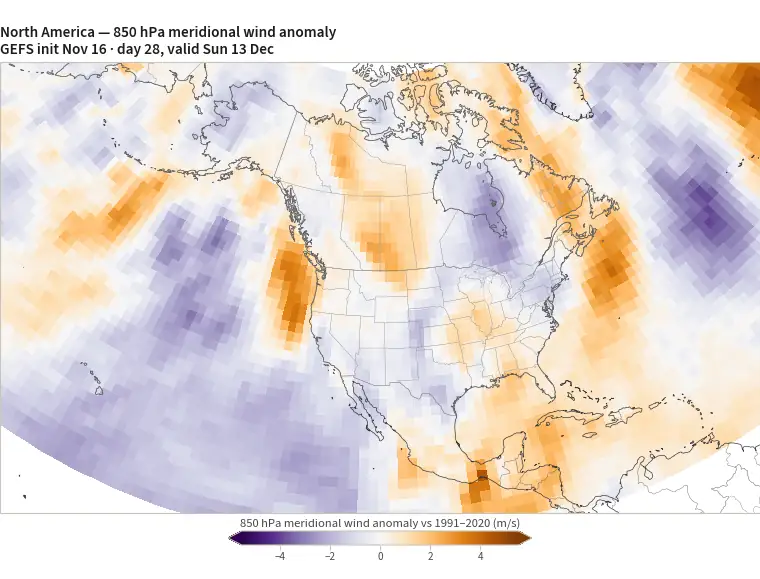 North America — 850 hPa meridional wind anomaly
GEFS init Nov 16 · day 28, valid Sun 13 Dec
850 hPa meridional wind anomaly vs 1991–2020 (m/s)
−4 −2 0 2 4